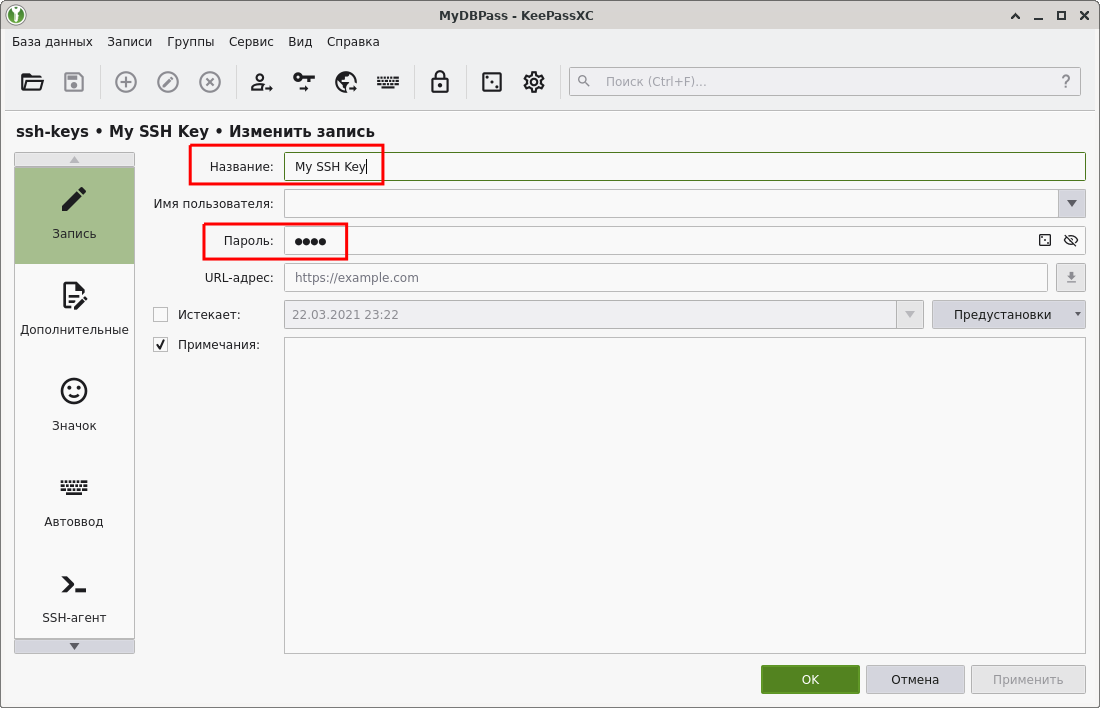 MyDBPass - KeePassXC
База данных Записи Группы Сервис Вид Справка
Поиск (Ctrl+F)...
ssh-keys • My SSH Key • Изменить запись
Название: My SSH Key
Запись
Имя пользователя:
Пароль: ●●●●
URL-адрес: https://example.com
Дополнительные
Истекает: 22.03.2021 23:22 Предустановки
Примечания:
Значок
Автоввод
SSH-агент
OK Отмена Применить